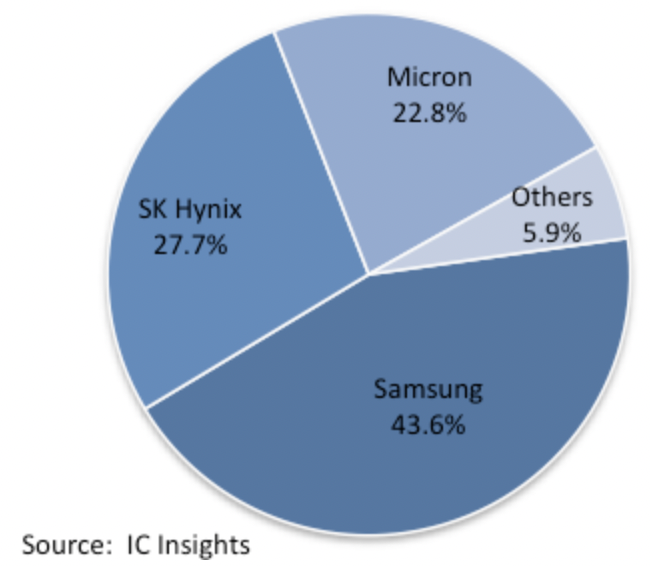 Micron
22.8%
Others
5.9%
SK Hynix
27.7%
Samsung
43.6%
Source: IC Insights